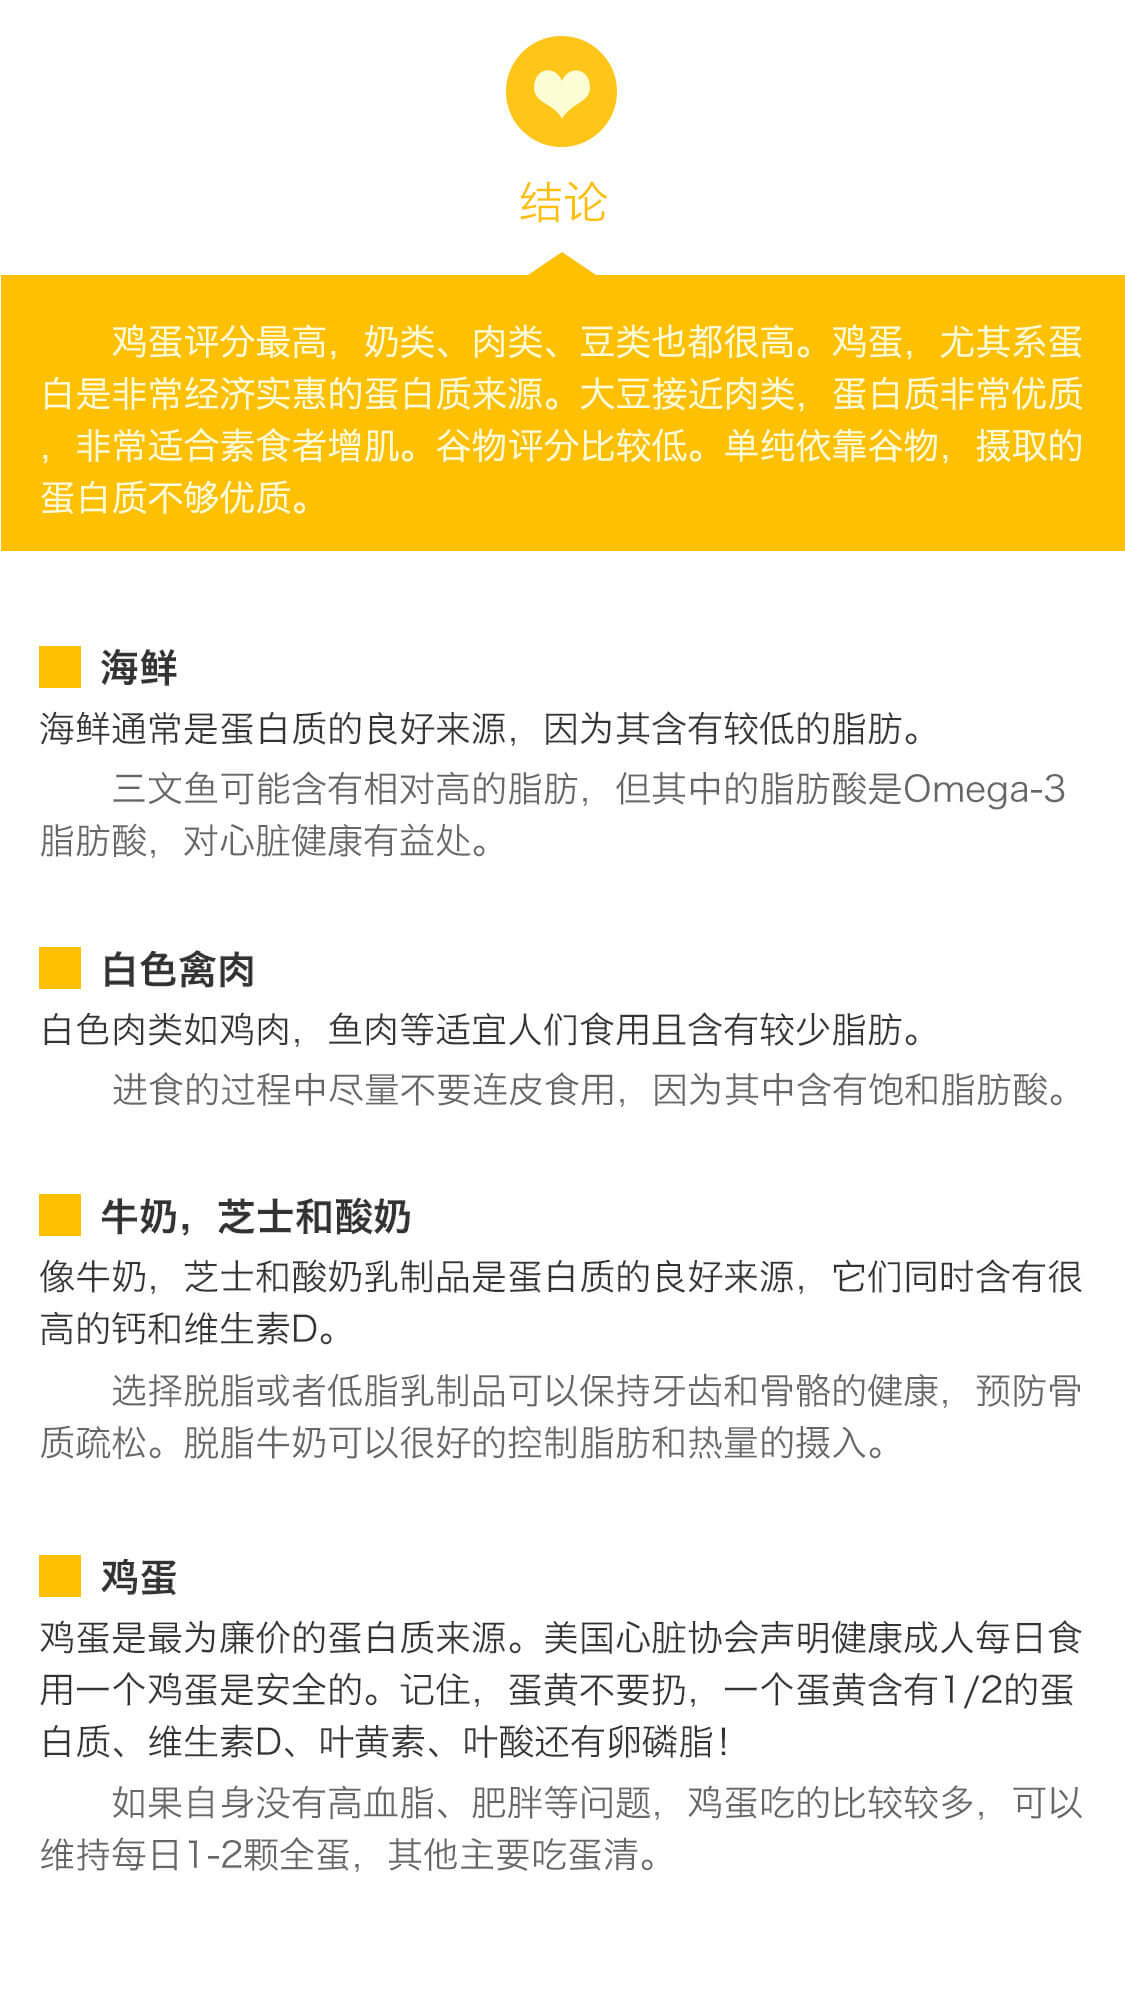 结论
鸡蛋评分最高，奶类、肉类、豆类也都很高。鸡蛋，尤其系蛋
白是非常经济实惠的蛋白质来源。大豆接近肉类，蛋白质非常优质
，非常适合素食者增肌。谷物评分比较低。单纯依靠谷物，摄取的
蛋白质不够优质。
海鲜
海鲜通常是蛋白质的良好来源，因为其含有较低的脂肪。
三文鱼可能含有相对高的脂肪，但其中的脂肪酸是Omega-3
脂肪酸，对心脏健康有益处。
白色禽肉
白色肉类如鸡肉，鱼肉等适宜人们食用且含有较少脂肪。
进食的过程中尽量不要连皮食用，因为其中含有饱和脂肪酸。
牛奶，芝士和酸奶
像牛奶，芝士和酸奶乳制品是蛋白质的良好来源，它们同时含有很
高的钙和维生素D。
选择脱脂或者低脂乳制品可以保持牙齿和骨骼的健康，预防骨
质疏松。脱脂牛奶可以很好的控制脂肪和热量的摄入。
鸡蛋
鸡蛋是最为廉价的蛋白质来源。美国心脏协会声明健康成人每日食
用一个鸡蛋是安全的。记住，蛋黄不要扔，一个蛋黄含有1/2的蛋
白质、维生素D、叶黄素、叶酸还有卵磷脂！
如果自身没有高血脂、肥胖等问题，鸡蛋吃的比较较多，可以
维持每日1-2颗全蛋，其他主要吃蛋清。